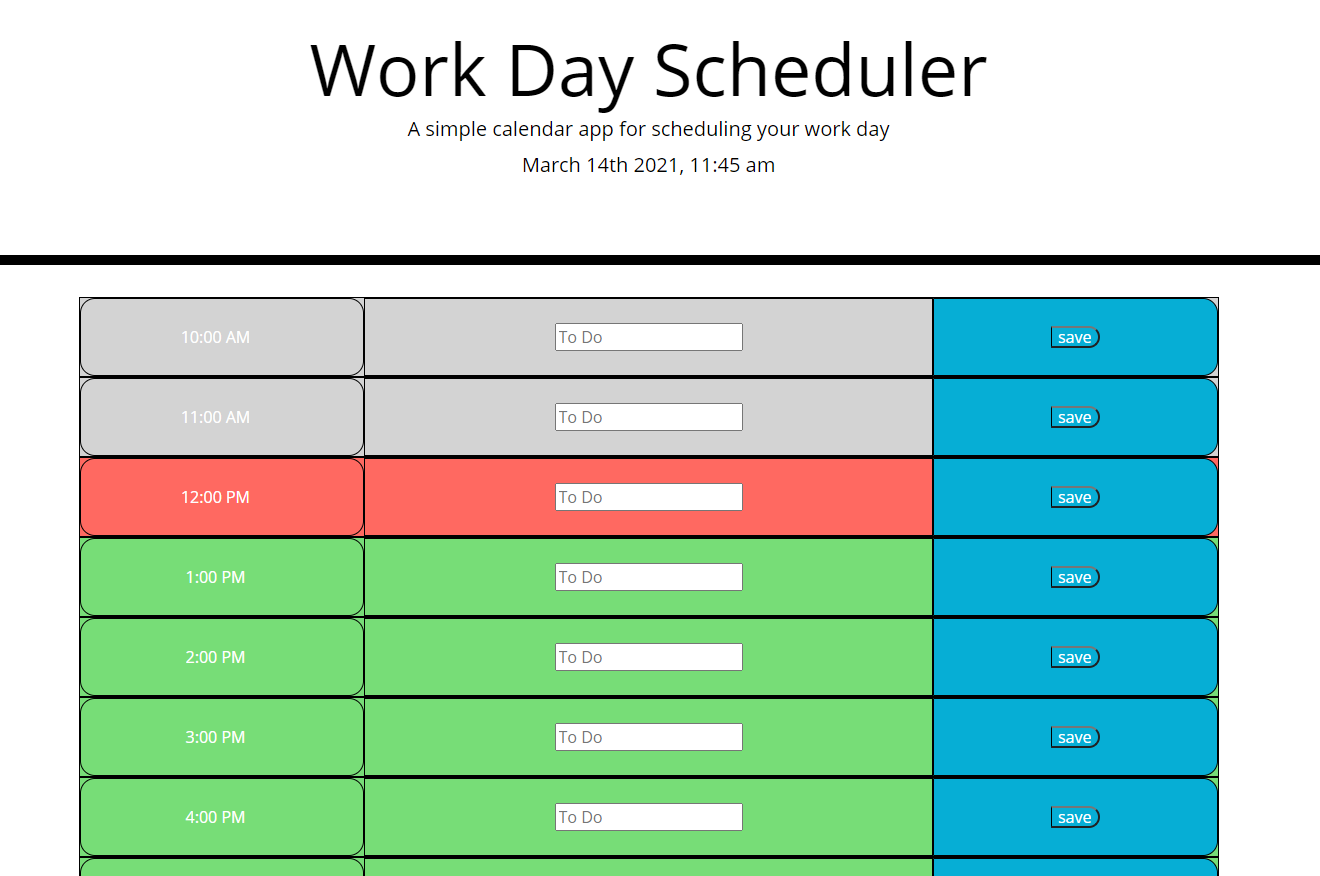 Work Day Scheduler
A simple calendar app for scheduling your work day
March 14th 2021, 11:45 am
10:00 AM To Do save
11:00 AM To Do save
12:00 PM To Do save
1:00 PM To Do save
2:00 PM To Do save
3:00 PM To Do save
4:00 PM To Do save